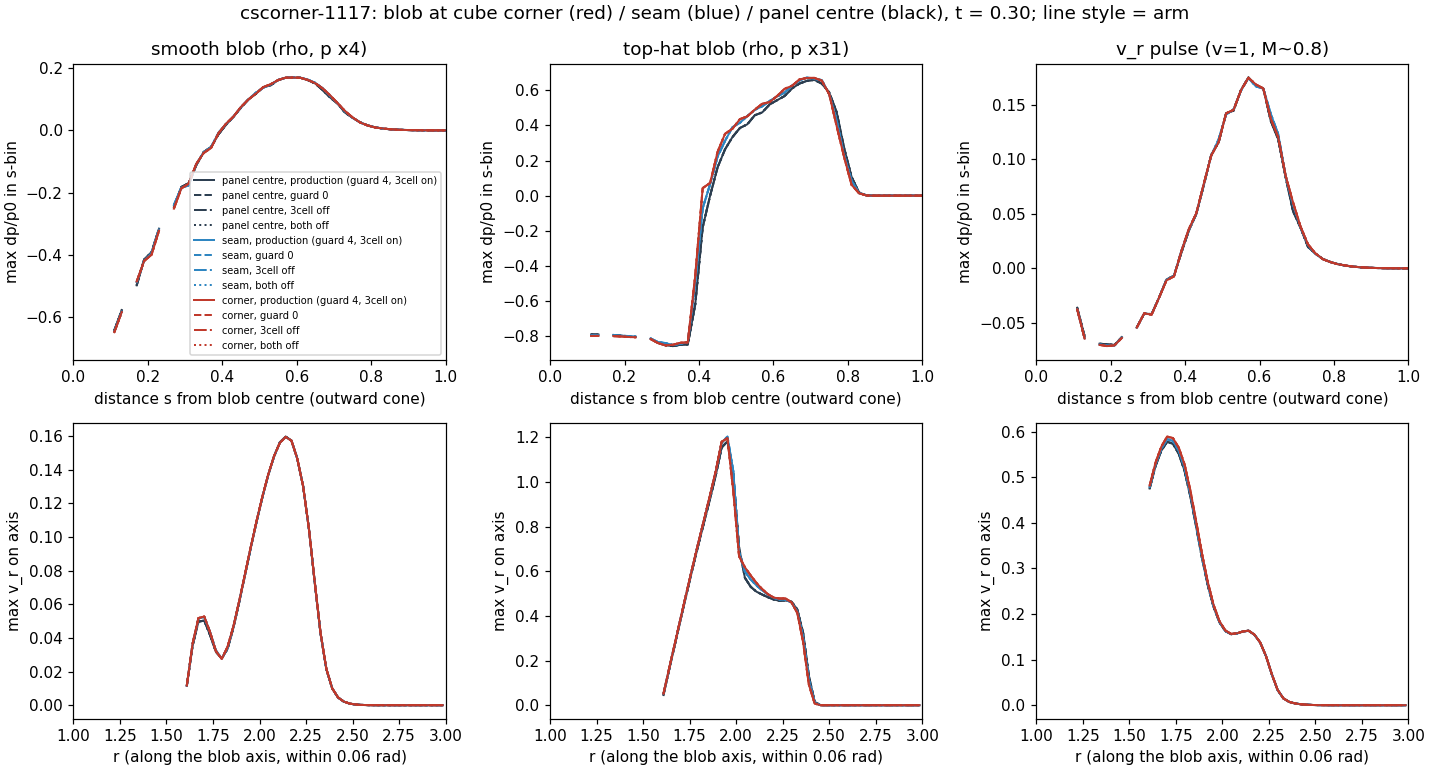 cscorner-1117: blob at cube corner (red) / seam (blue) / panel centre (black), t = 0.30; line style = arm
smooth blob (rho, p x4)
max dp/p0 in s-bin
0.2
0.0
−0.2
−0.4
−0.6
panel centre, production (guard 4, 3cell on)
panel centre, guard 0
panel centre, 3cell off
panel centre, both off
seam, production (guard 4, 3cell on)
seam, guard 0
seam, 3cell off
seam, both off
corner, production (guard 4, 3cell on)
corner, guard 0
corner, 3cell off
corner, both off
0.0 0.2 0.4 0.6 0.8 1.0
distance s from blob centre (outward cone)
top-hat blob (rho, p x31)
max dp/p0 in s-bin
0.6
0.4
0.2
0.0
−0.2
−0.4
−0.6
−0.8
0.0 0.2 0.4 0.6 0.8 1.0
distance s from blob centre (outward cone)
v_r pulse (v=1, M~0.8)
max dp/p0 in s-bin
0.15
0.10
0.05
0.00
−0.05
0.0 0.2 0.4 0.6 0.8 1.0
distance s from blob centre (outward cone)
max v_r on axis
0.16
0.14
0.12
0.10
0.08
0.06
0.04
0.02
0.00
1.00 1.25 1.50 1.75 2.00 2.25 2.50 2.75 3.00
r (along the blob axis, within 0.06 rad)
max v_r on axis
1.2
1.0
0.8
0.6
0.4
0.2
0.0
1.00 1.25 1.50 1.75 2.00 2.25 2.50 2.75 3.00
r (along the blob axis, within 0.06 rad)
max v_r on axis
0.6
0.5
0.4
0.3
0.2
0.1
0.0
1.00 1.25 1.50 1.75 2.00 2.25 2.50 2.75 3.00
r (along the blob axis, within 0.06 rad)